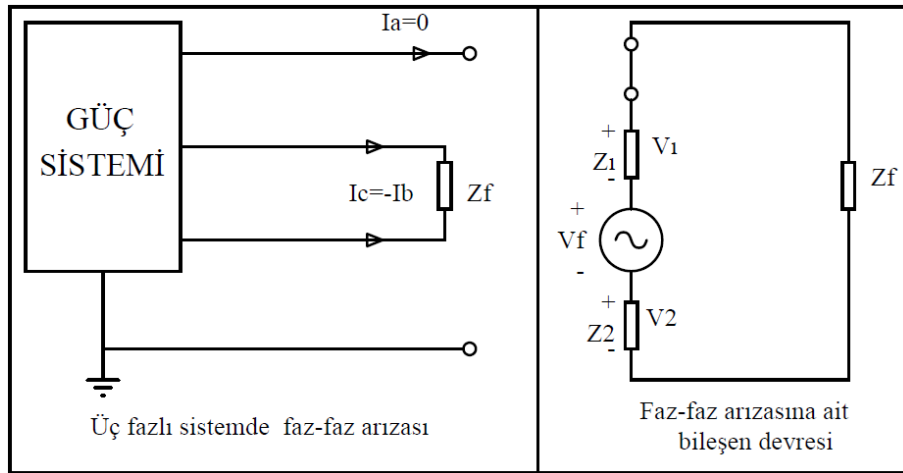 Ia=0
GÜÇ
SİSTEMİ
Ic=-Ib
Zf
Üç fazlı sistemde faz-faz arızası
+
Z1
-
V1
+
Vf
-
+
Z2
-
V2
Zf
Faz-faz arızasına ait
bileşen devresi